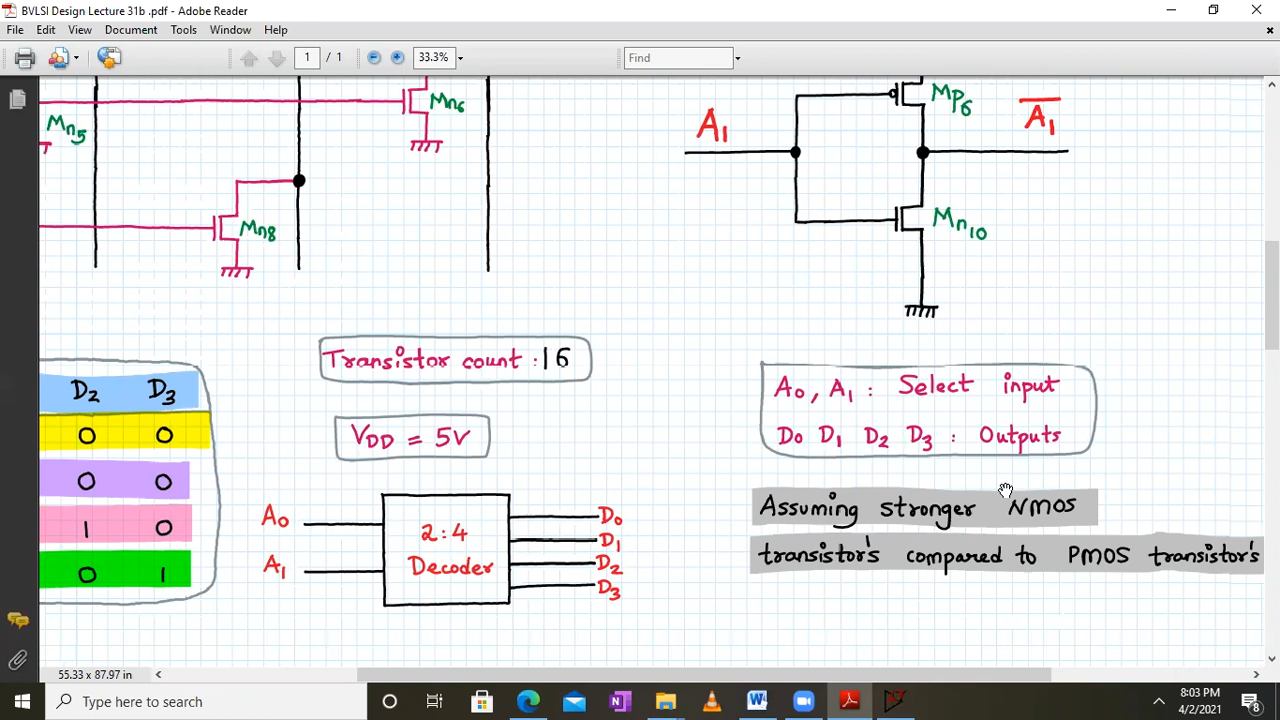 BVLSI Design Lecture 31b .pdf - Adobe Reader
File Edit View Document Tools Window Help
1 / 1 33.3% Find
Mn6
Mn5
Mn8
A1
Mp6
A1
Mn10
Transistor count : 16
VDD = 5V
D2 D3
0 0
0 0
1 0
0 1
A0
A1
2:4
Decoder
D0
D1
D2
D3
A0, A1 : Select input
D0 D1 D2 D3 : Outputs
Assuming stronger NMOS
transistor's compared to PMOS transistor's
55.33 x 87.97 in
Type here to search
8:03 PM
4/2/2021
8